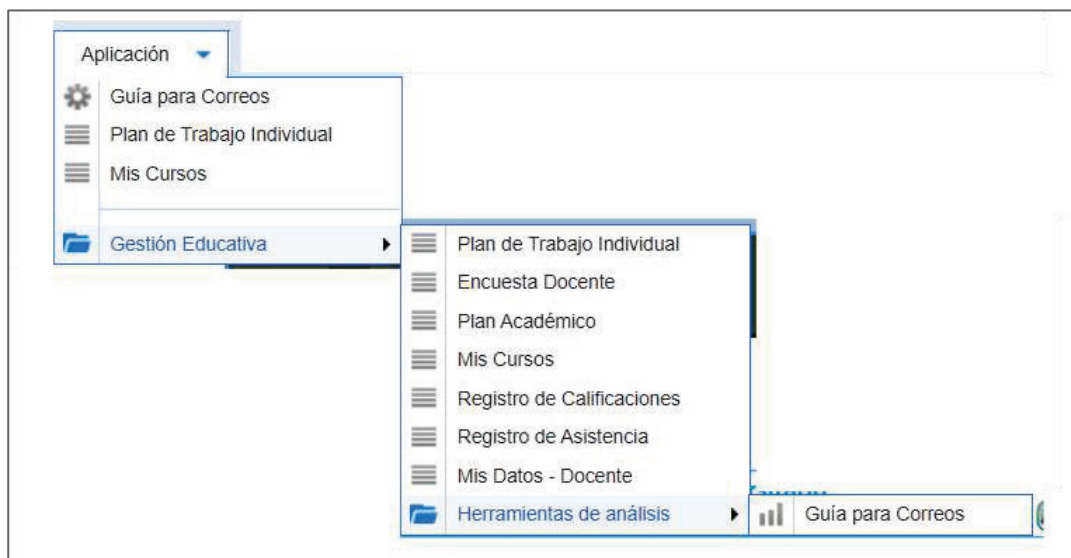 Aplicación
Guía para Correos
Plan de Trabajo Individual
Mis Cursos
Gestión Educativa
Plan de Trabajo Individual
Encuesta Docente
Plan Académico
Mis Cursos
Registro de Calificaciones
Registro de Asistencia
Mis Datos - Docente
Herramientas de análisis
Guía para Correos